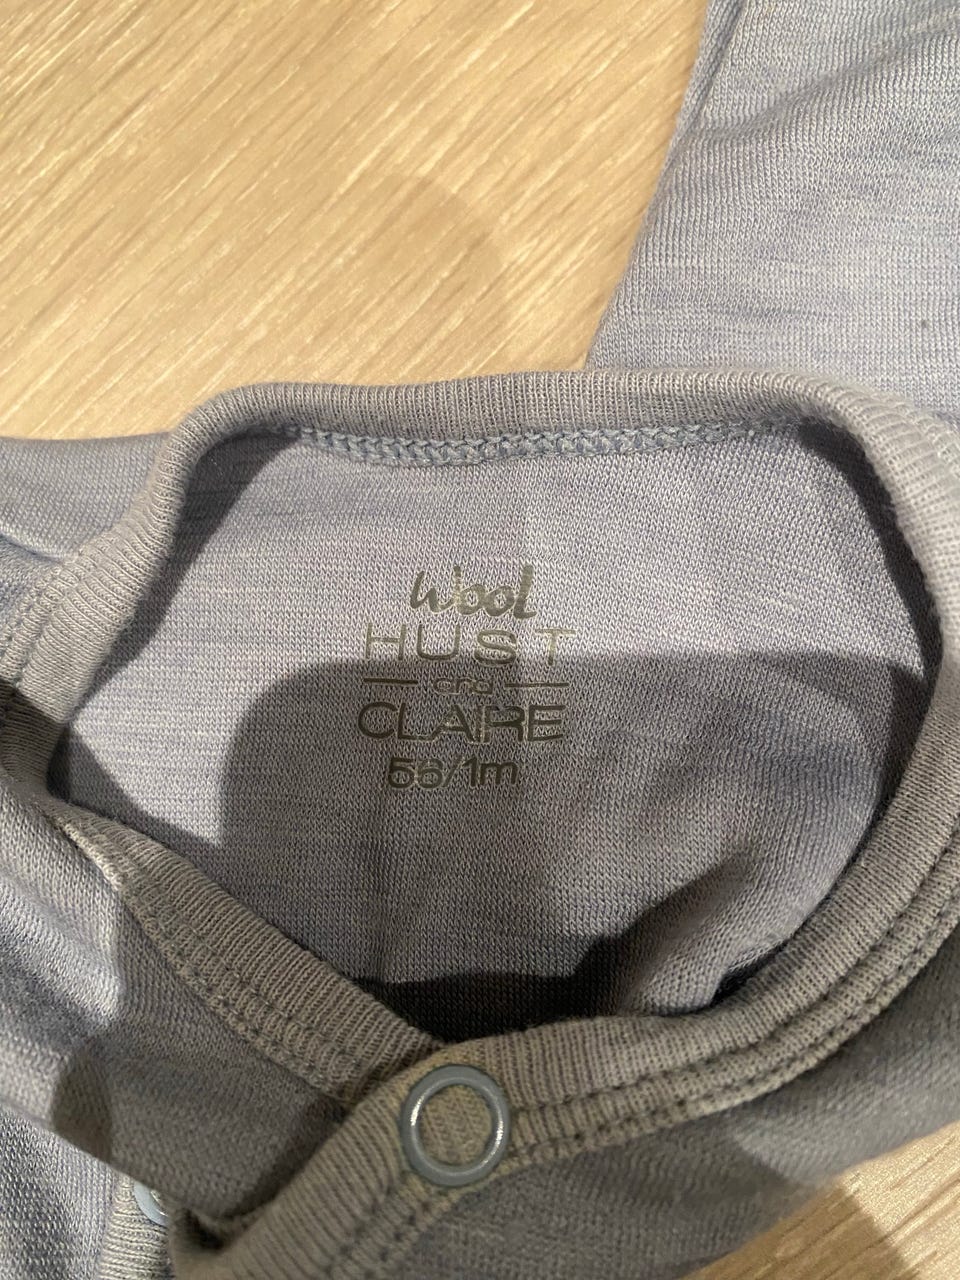 Wool
HUST
and
CLAIRE
56/1m